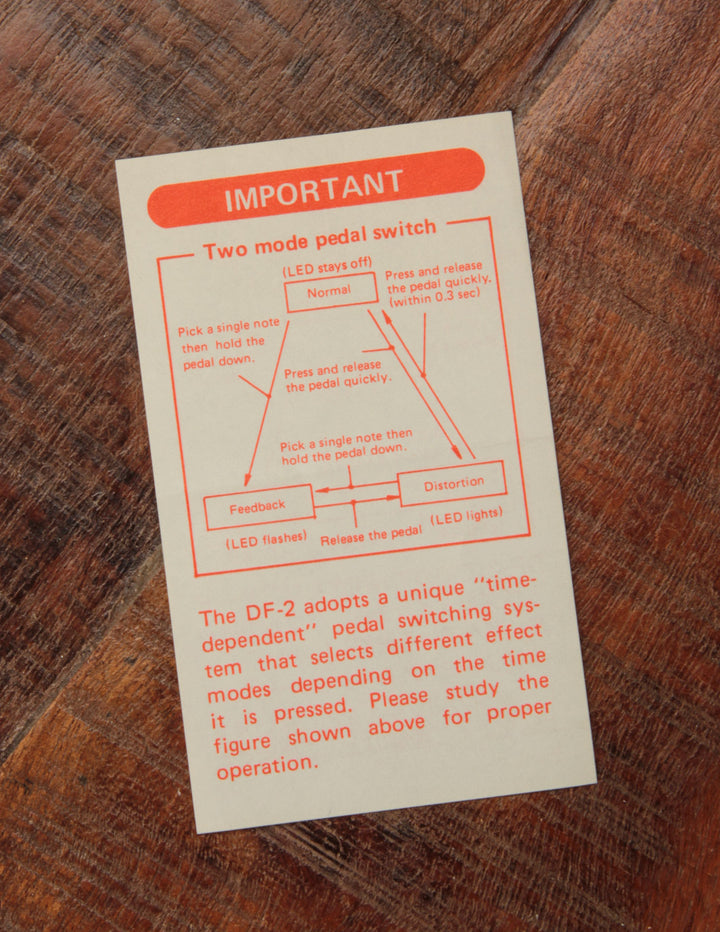 IMPORTANT
Two mode pedal switch
(LED stays off)
Normal
Press and release
the pedal quickly.
(within 0.3 sec)
Pick a single note
then hold the
pedal down.
Press and release
the pedal quickly.
Pick a single note then
hold the pedal down.
Feedback
Distortion
(LED flashes)
Release the pedal
(LED lights)
The DF-2 adopts a unique "time-
dependent" pedal switching sys-
tem that selects different effect
modes depending on the time
it is pressed. Please study the
figure shown above for proper
operation.